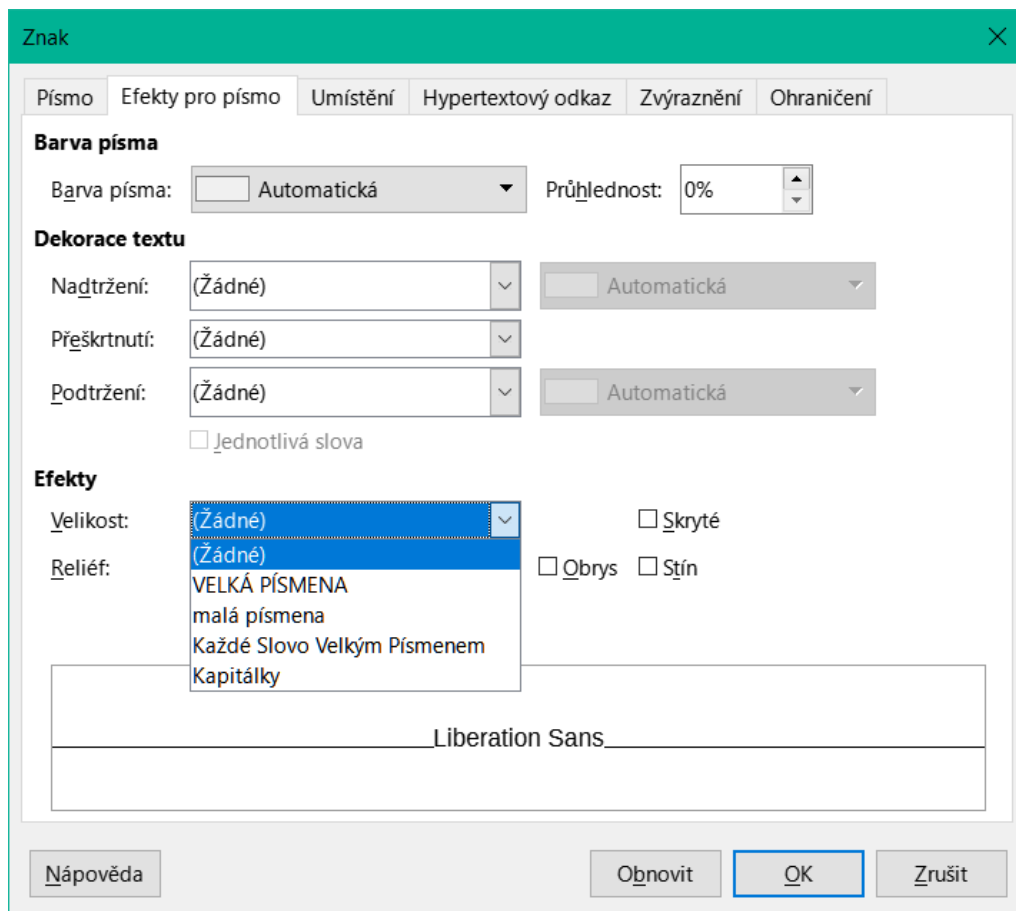 Znak
Písmo Efekty pro písmo Umístění Hypertextový odkaz Zvýraznění Ohraničení
Barva písma
Barva písma: Automatická Průhlednost: 0%
Dekorace textu
Nadtržení: (Žádné) Automatická
Přeškrtnutí: (Žádné)
Podtržení: (Žádné) Automatická
Jednotlivá slova
Efekty
Velikost: (Žádné) Skryté
(Žádné)
Reliéf: Obrys Stín
VELKÁ PÍSMENA
malá písmena
Každé Slovo Velkým Písmenem
Kapitálky
Liberation Sans
Nápověda Obnovit OK Zrušit